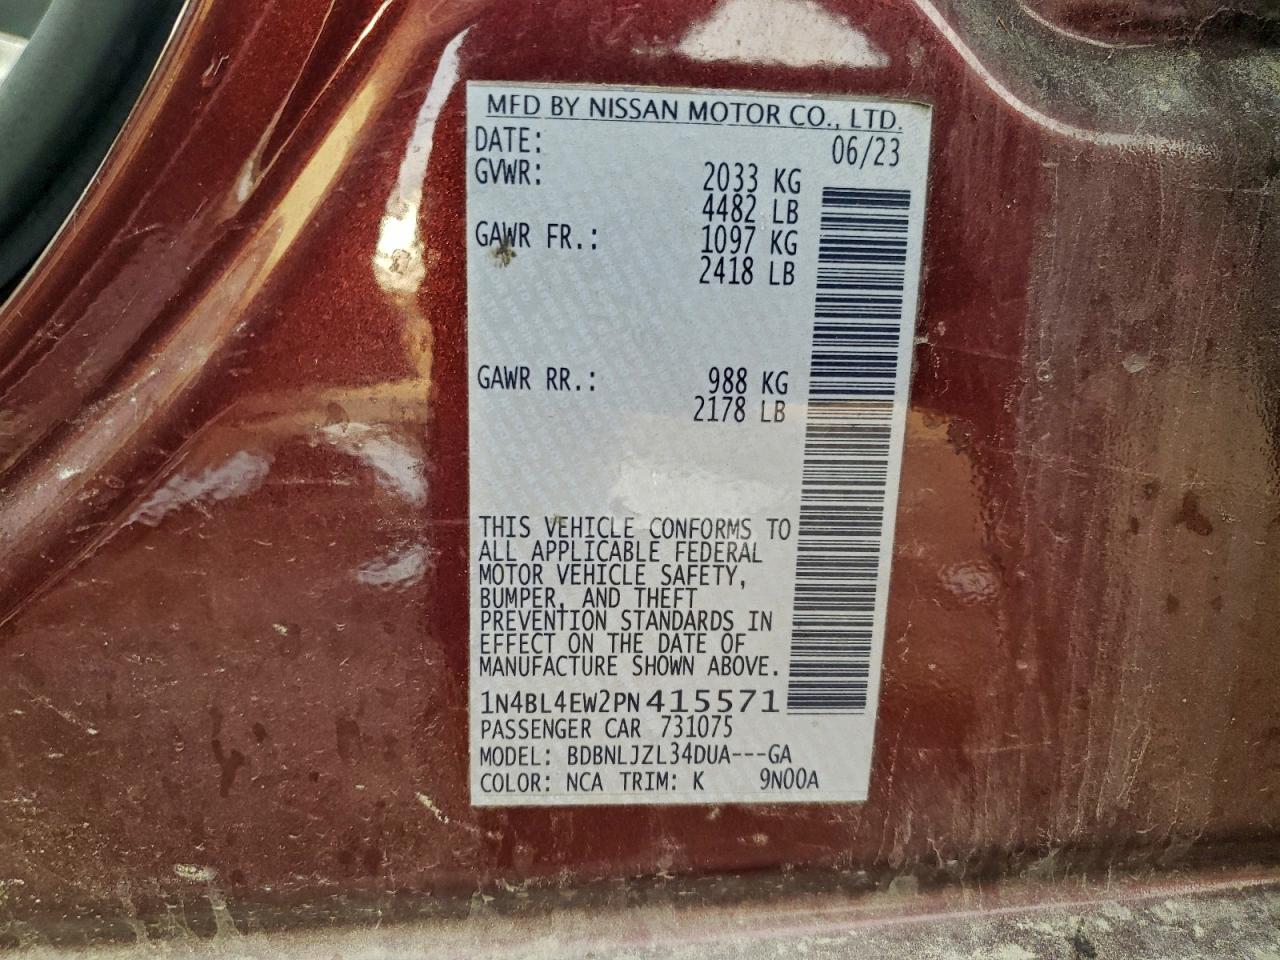 MFD BY NISSAN MOTOR CO., LTD.
DATE: 06/23
GVWR: 2033 KG
4482 LB
GAWR FR.: 1097 KG
2418 LB
GAWR RR.: 988 KG
2178 LB
THIS VEHICLE CONFORMS TO
ALL APPLICABLE FEDERAL
MOTOR VEHICLE SAFETY,
BUMPER, AND THEFT
PREVENTION STANDARDS IN
EFFECT ON THE DATE OF
MANUFACTURE SHOWN ABOVE.
1N4BL4EW2PN415571
PASSENGER CAR 731075
MODEL: BDBNLJZL34DUA---GA
COLOR: NCA TRIM: K 9N00A